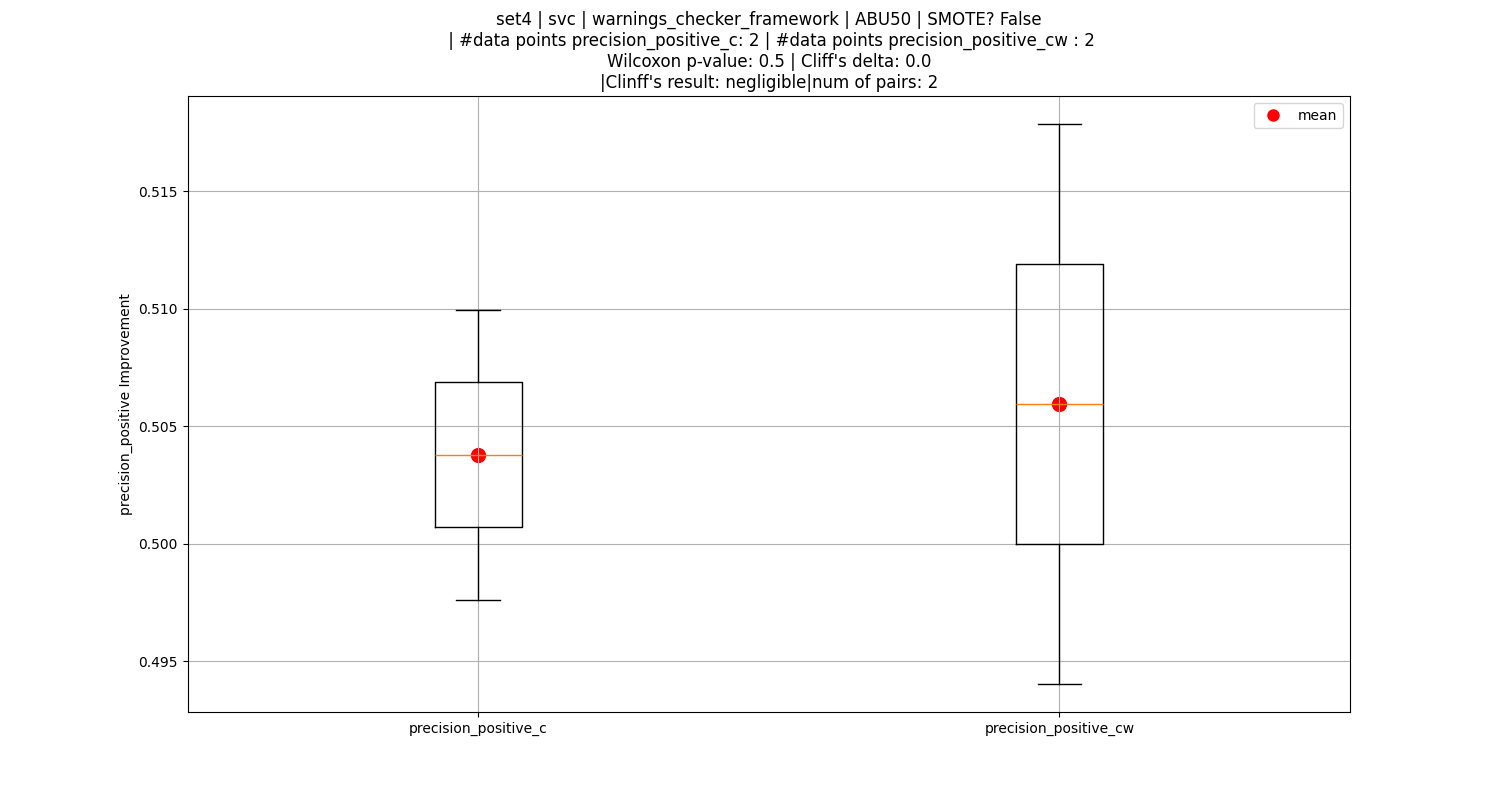 set4 | svc | warnings_checker_framework | ABU50 | SMOTE? False
| #data points precision_positive_c: 2 | #data points precision_positive_cw : 2
Wilcoxon p-value: 0.5 | Cliff's delta: 0.0
|Clinff's result: negligible|num of pairs: 2
mean
0.515
0.510
0.505
0.500
0.495
precision_positive Improvement
precision_positive_c
precision_positive_cw